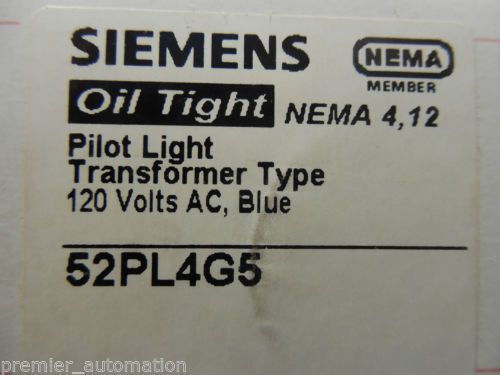 SIEMENS
NEMA
MEMBER
Oil Tight NEMA 4,12
Pilot Light
Transformer Type
120 Volts AC, Blue
52PL4G5
premier_automation